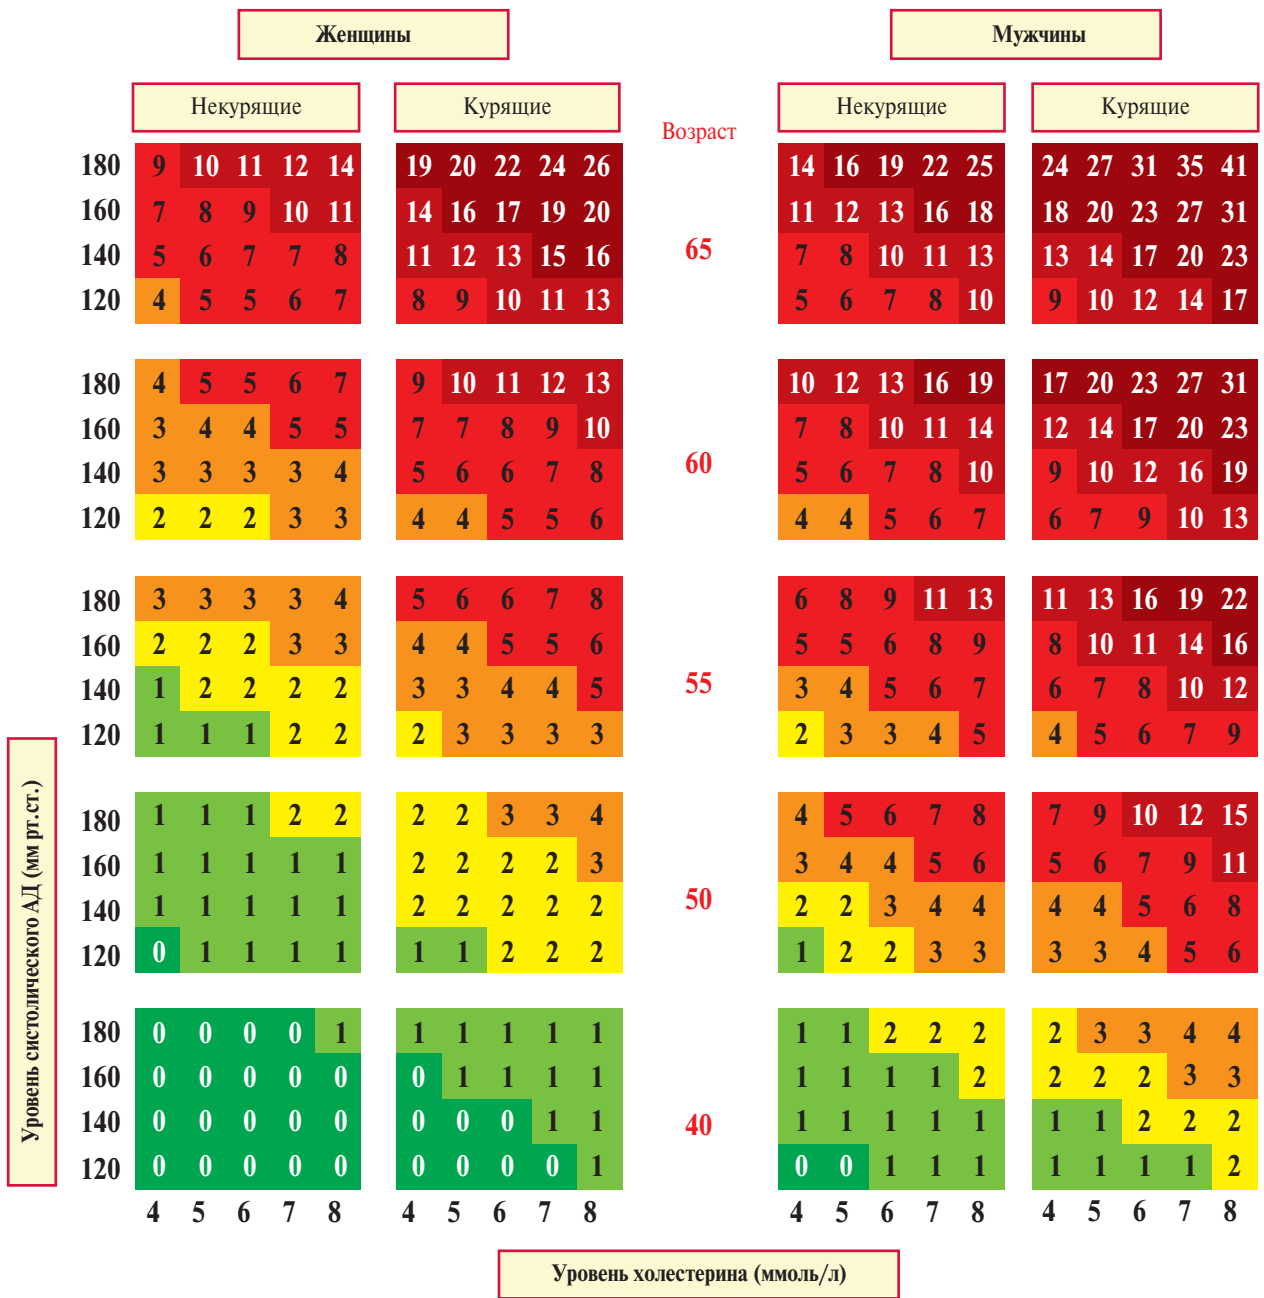 Женщины Мужчины
Некурящие Курящие Некурящие Курящие
Возраст
180 9 10 11 12 14 19 20 22 24 26 14 16 19 22 25 24 27 31 35 41
160 7 8 9 10 11 14 16 17 19 20 11 12 13 16 18 18 20 23 27 31
65
140 5 6 7 7 8 11 12 13 15 16 7 8 10 11 13 13 14 17 20 23
120 4 5 5 6 7 8 9 10 11 13 5 6 7 8 10 9 10 12 14 17
180 4 5 5 6 7 9 10 11 12 13 10 12 13 16 19 17 20 23 27 31
160 3 4 4 5 5 7 7 8 9 10 7 8 10 11 14 12 14 17 20 23
60
140 3 3 3 3 4 5 6 6 7 8 5 6 7 8 10 9 10 12 16 19
120 2 2 2 3 3 4 4 5 5 6 4 4 5 6 7 6 7 9 10 13
180 3 3 3 3 4 5 6 6 7 8 6 8 9 11 13 11 13 16 19 22
160 2 2 2 3 3 4 4 5 5 6 5 5 6 8 9 8 10 11 14 16
55
140 1 2 2 2 2 3 3 4 4 5 3 4 5 6 7 6 7 8 10 12
120 1 1 1 2 2 2 3 3 3 3 2 3 3 4 5 4 5 6 7 9
180 1 1 1 2 2 2 2 3 3 4 4 5 6 7 8 7 9 10 12 15
160 1 1 1 1 1 2 2 2 2 3 3 4 4 5 6 5 6 7 9 11
50
140 1 1 1 1 1 2 2 2 2 2 2 2 3 4 4 4 4 5 6 8
120 0 1 1 1 1 1 1 2 2 2 1 2 2 3 3 3 3 4 5 6
180 0 0 0 0 1 1 1 1 1 1 1 1 2 2 2 2 3 3 4 4
160 0 0 0 0 0 0 1 1 1 1 1 1 1 1 2 2 2 2 3 3
40
140 0 0 0 0 0 0 0 0 1 1 1 1 1 1 1 1 1 2 2 2
120 0 0 0 0 0 0 0 0 0 1 0 0 1 1 1 1 1 1 1 2
4 5 6 7 8 4 5 6 7 8 4 5 6 7 8 4 5 6 7 8
Уровень систолического АД (мм рт.ст.)
Уровень холестерина (ммоль/л)